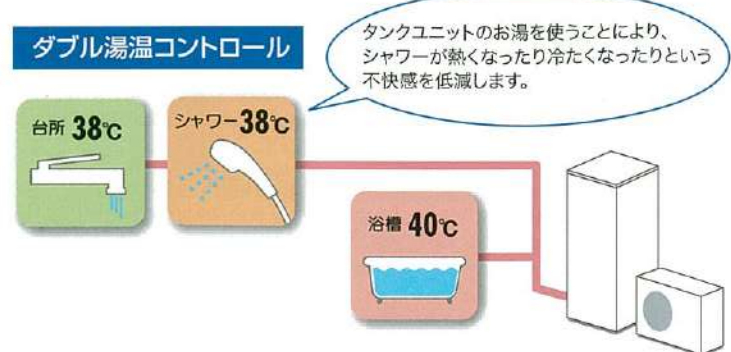 ダブル湯温コントロール
タンクユニットのお湯を使うことにより、
シャワーが熱くなったり冷たくなったりという
不快感を低減します。
台所 38℃
シャワー38℃
浴槽 40℃